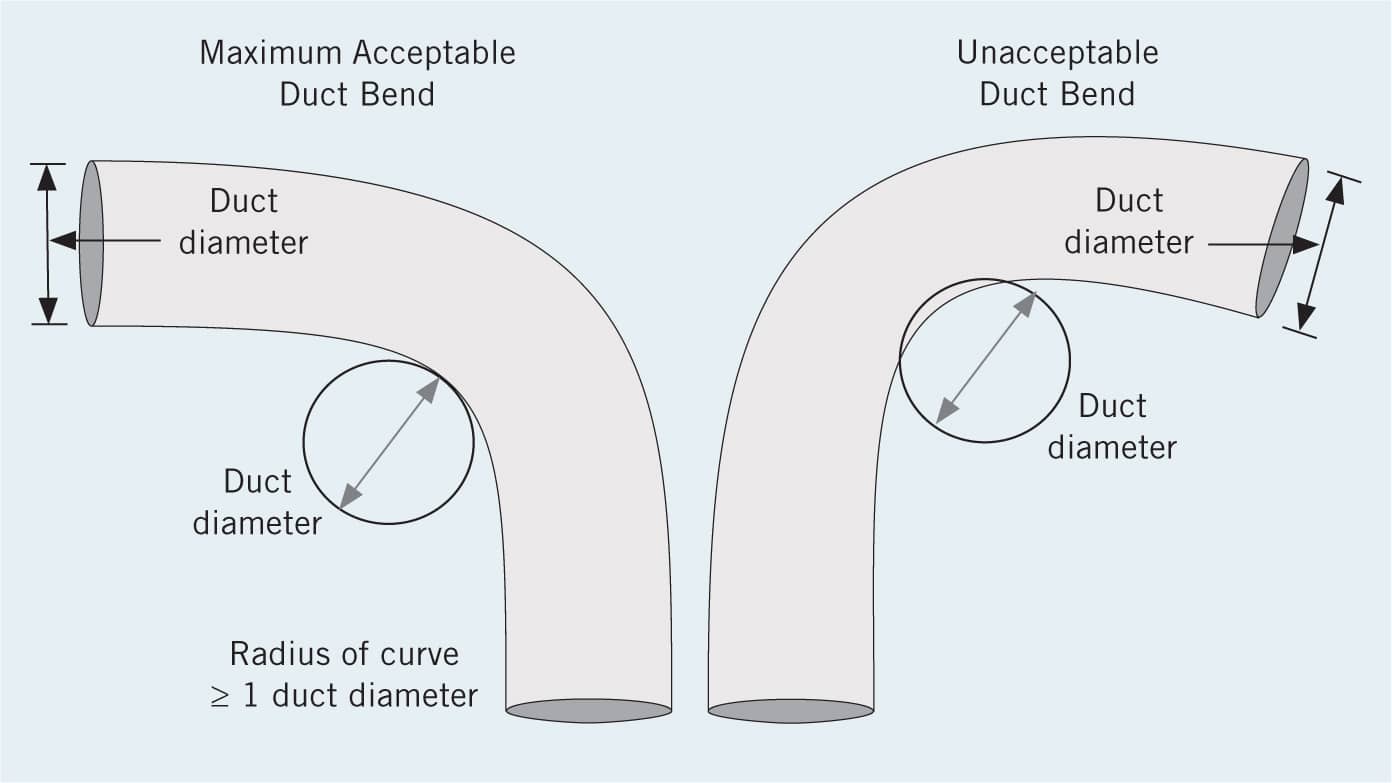 Maximum Acceptable
Duct Bend
Unacceptable
Duct Bend
Duct
diameter
Duct
diameter
Duct
diameter
Duct
diameter
Radius of curve
≥ 1 duct diameter